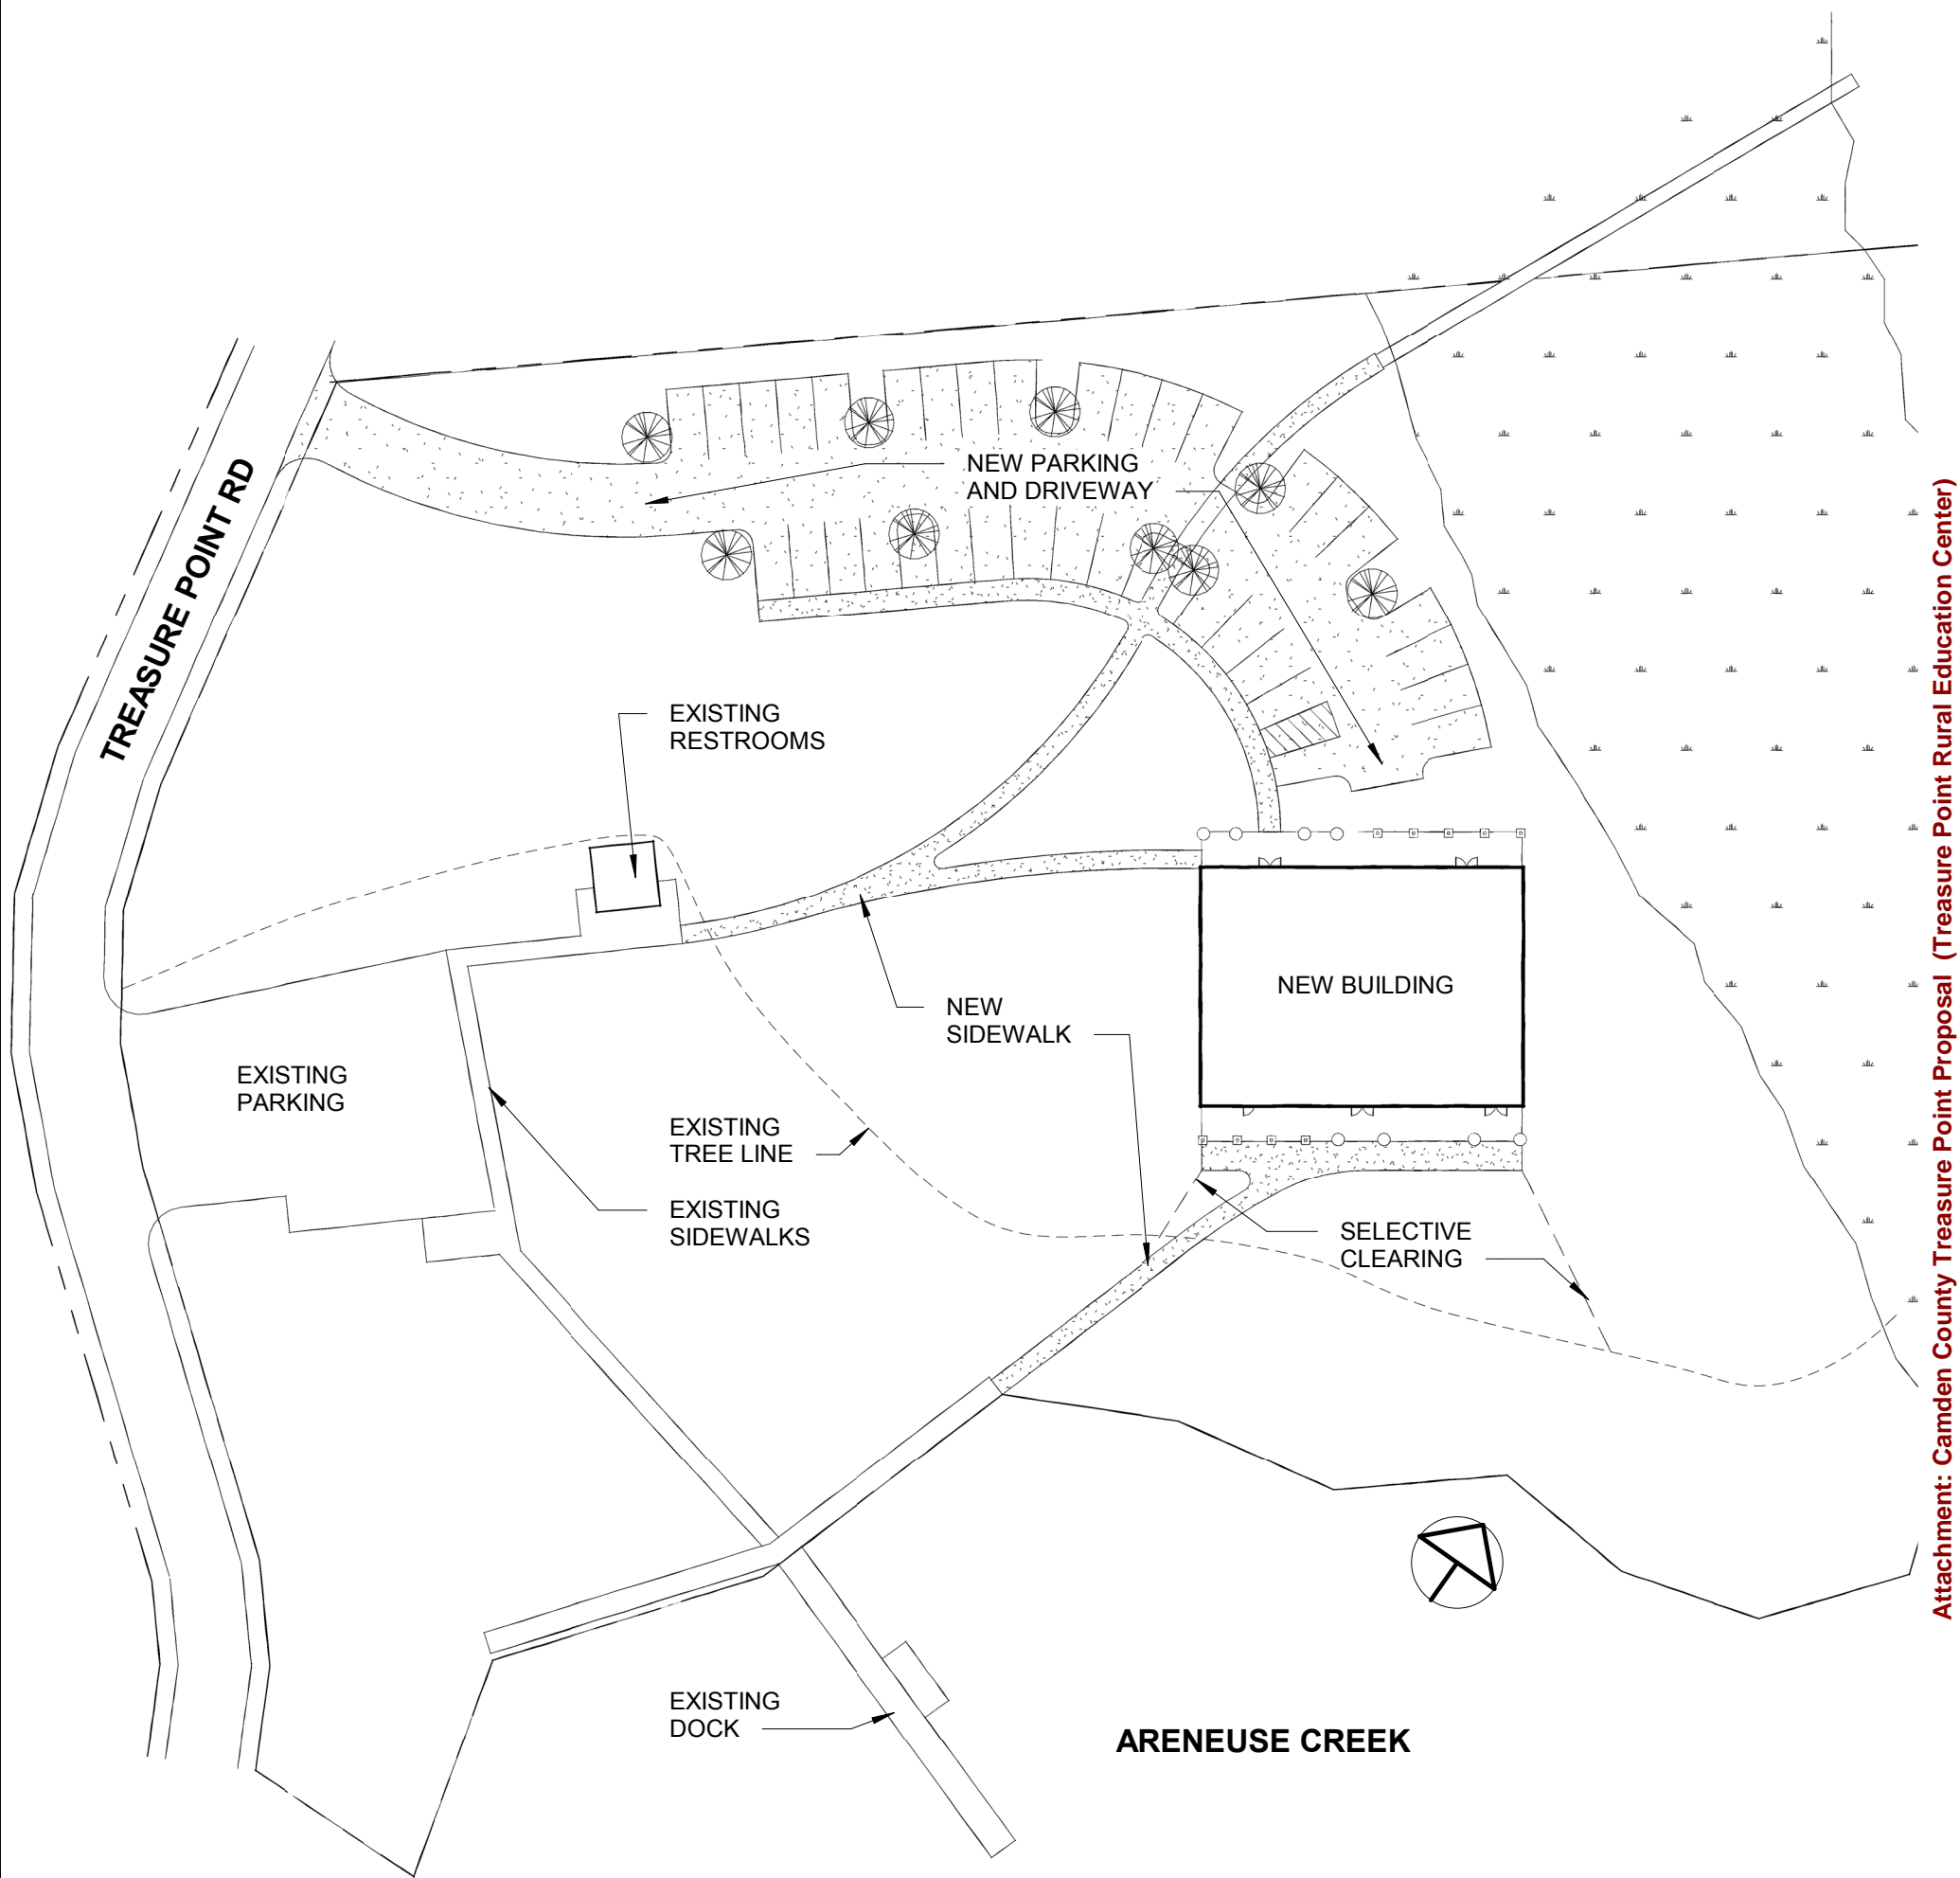 NEW PARKING
AND DRIVEWAY
TREASURE POINT RD
EXISTING
RESTROOMS
NEW BUILDING
NEW
SIDEWALK
EXISTING
PARKING
EXISTING
TREE LINE
EXISTING
SIDEWALKS
SELECTIVE
CLEARING
EXISTING
DOCK
ARENEUSE CREEK
Attachment: Camden County Treasure Point Proposal (Treasure Point Rural Education Center)